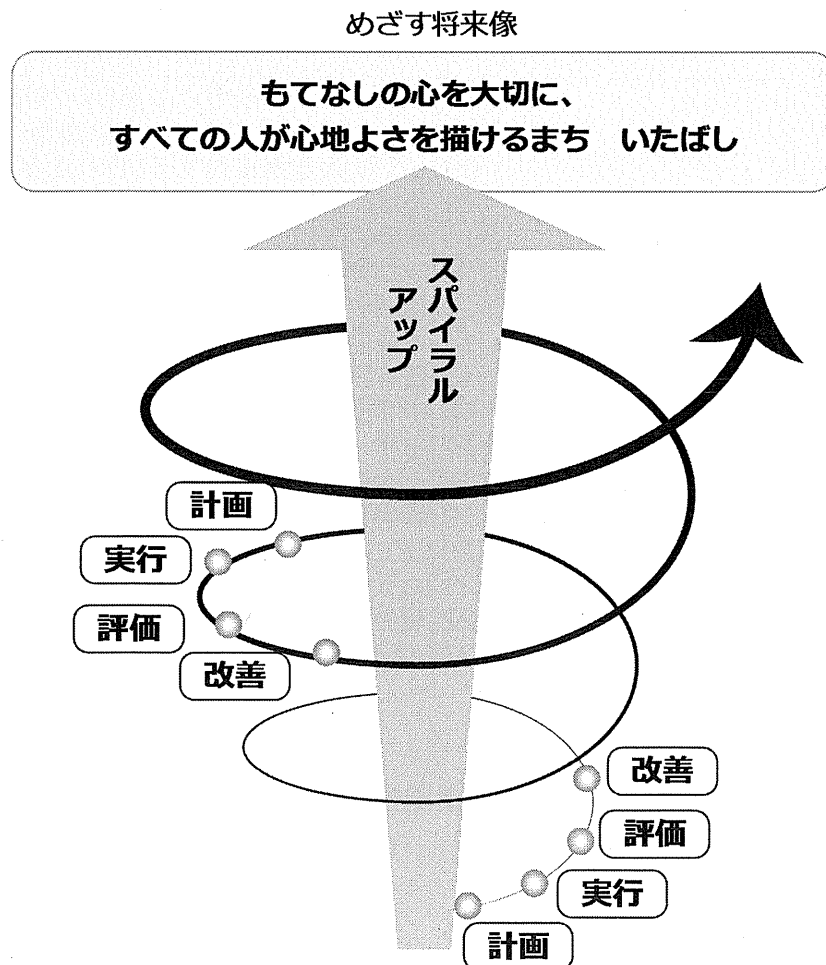 めざす将来像
もてなしの心を大切に、
すべての人が心地よさを描けるまち　いたばし
スパイラル
アップ
計画
実行
評価
改善
改善
評価
実行
計画